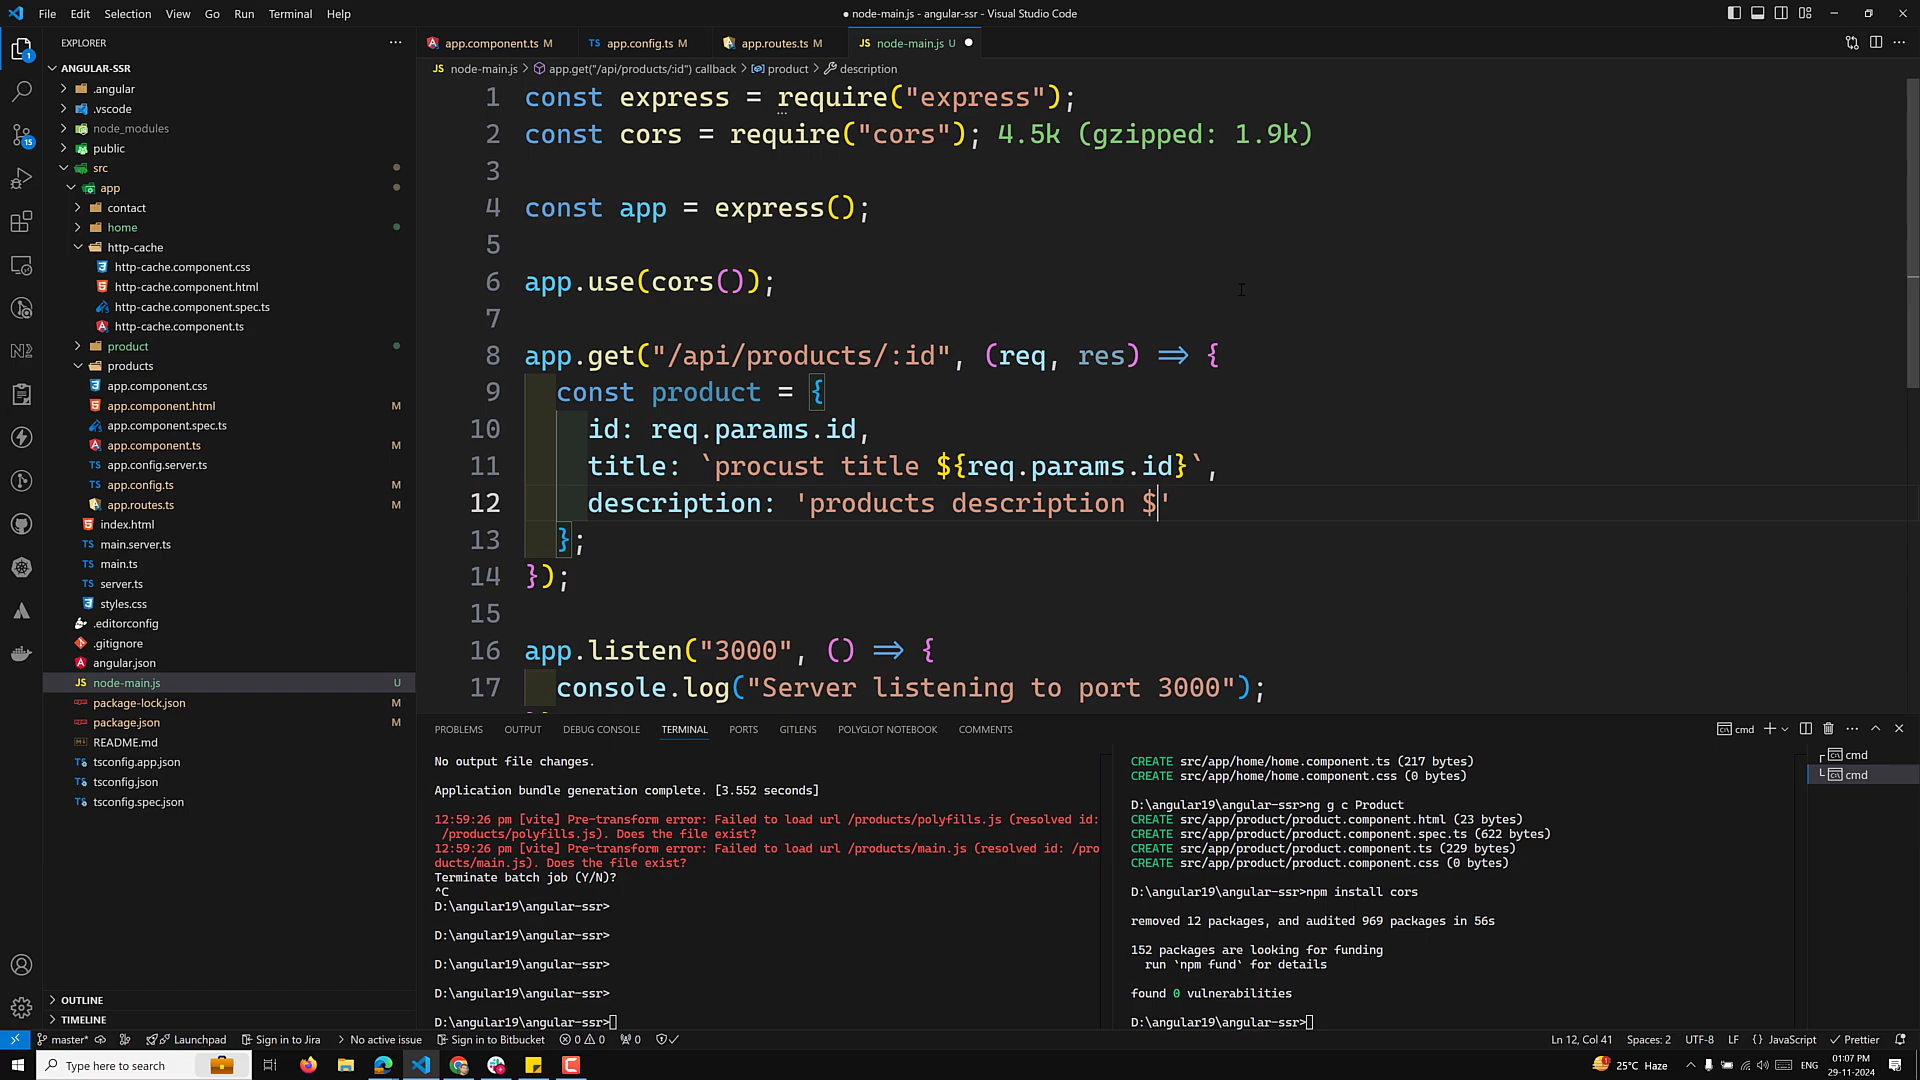 File Edit Selection View Go Run Terminal Help
● node-main.js - angular-ssr - Visual Studio Code
EXPLORER
ANGULAR-SSR
.angular
.vscode
node_modules
public
src
app
contact
home
http-cache
http-cache.component.css
http-cache.component.html
http-cache.component.spec.ts
http-cache.component.ts
product
products
app.component.css
app.component.html M
app.component.spec.ts
app.component.ts M
app.config.server.ts
app.config.ts M
app.routes.ts M
index.html
main.server.ts
main.ts
server.ts
styles.css
.editorconfig
.gitignore
angular.json
node-main.js U
package-lock.json M
package.json M
README.md
tsconfig.app.json
tsconfig.json
tsconfig.spec.json
OUTLINE
TIMELINE
app.component.ts M app.config.ts M app.routes.ts M JS node-main.js U
JS node-main.js > app.get("/api/products/:id") callback > product > description
1 const express = require("express");
2 const cors = require("cors"); 4.5k (gzipped: 1.9k)
3
4 const app = express();
5
6 app.use(cors());
7
8 app.get("/api/products/:id", (req, res) => {
9 const product = {
10 id: req.params.id,
11 title: `procust title ${req.params.id}`,
12 description: 'products description $'
13 };
14 });
15
16 app.listen("3000", () => {
17 console.log("Server listening to port 3000");
PROBLEMS OUTPUT DEBUG CONSOLE TERMINAL PORTS GITLENS POLYGLOT NOTEBOOK COMMENTS
cmd
No output file changes.
Application bundle generation complete. [3.552 seconds]
12:59:26 pm [vite] Pre-transform error: Failed to load url /products/polyfills.js (resolved id:
/products/polyfills.js). Does the file exist?
12:59:26 pm [vite] Pre-transform error: Failed to load url /products/main.js (resolved id: /pro
ducts/main.js). Does the file exist?
Terminate batch job (Y/N)?
^C
D:\angular19\angular-ssr>
D:\angular19\angular-ssr>
D:\angular19\angular-ssr>
D:\angular19\angular-ssr>
D:\angular19\angular-ssr>
CREATE src/app/home/home.component.ts (217 bytes)
CREATE src/app/home/home.component.css (0 bytes)
D:\angular19\angular-ssr>ng g c Product
CREATE src/app/product/product.component.html (23 bytes)
CREATE src/app/product/product.component.spec.ts (622 bytes)
CREATE src/app/product/product.component.ts (229 bytes)
CREATE src/app/product/product.component.css (0 bytes)
D:\angular19\angular-ssr>npm install cors
removed 12 packages, and audited 969 packages in 56s
152 packages are looking for funding
run `npm fund` for details
found 0 vulnerabilities
D:\angular19\angular-ssr>
cmd
cmd
master* Launchpad Sign in to Jira No active issue Sign in to Bitbucket 0 0 0 Ln 12, Col 41 Spaces: 2 UTF-8 LF {} JavaScript Prettier
Type here to search
25°C Haze
ENG
01:07 PM
29-11-2024